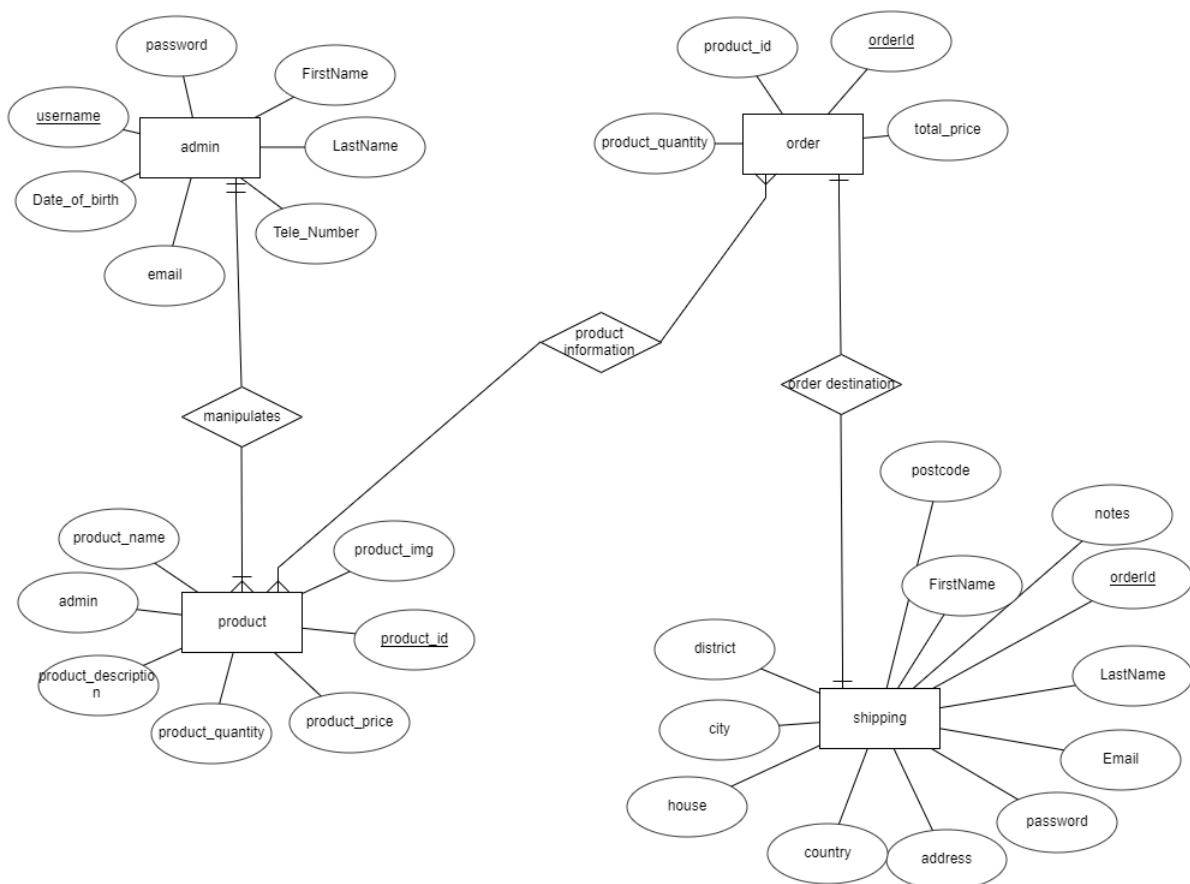 password
FirstName
username
admin
LastName
Date_of_birth
Tele_Number
email
product_id
orderId
product_quantity
order
total_price
product
information
manipulates
order destination
product_name
product_img
admin
product
product_id
product_descriptio
n
product_quantity
product_price
postcode
notes
FirstName
orderId
district
LastName
city
shipping
Email
house
password
country
address